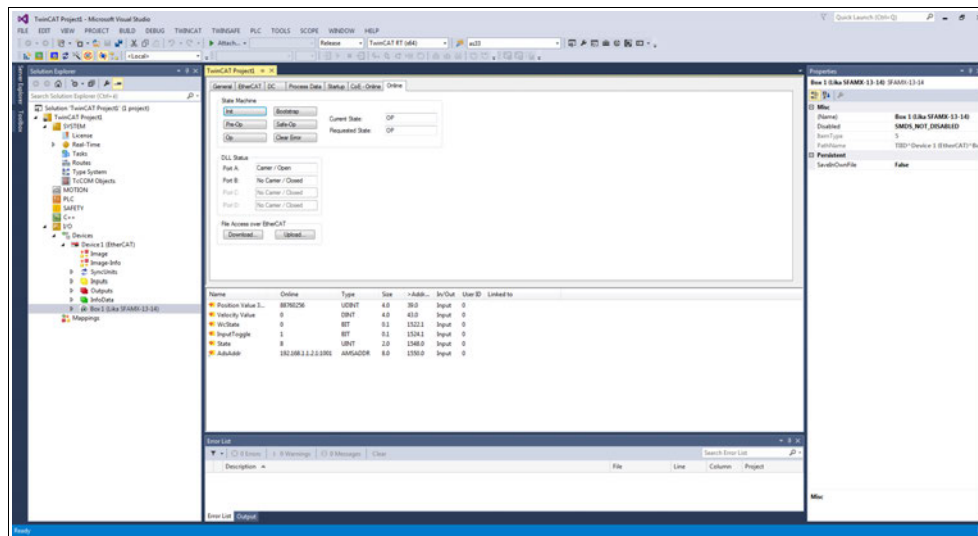 TwinCAT Project1 - Microsoft Visual Studio
Quick Launch (Ctrl+Q)
FILE EDIT VIEW PROJECT BUILD DEBUG TWINCAT TWINSAFE PLC TOOLS SCOPE WINDOW HELP
Attach... Release TwinCAT RT (x64)
<Local>
Server Explorer
Toolbox
Solution Explorer
Search Solution Explorer (Ctrl+è)
Solution 'TwinCAT Project1' (1 project)
TwinCAT Project1
SYSTEM
License
Real-Time
Tasks
Routes
Type System
TcCOM Objects
MOTION
PLC
SAFETY
C++
I/O
Devices
Device 1 (EtherCAT)
Image
Image-Info
SyncUnits
Inputs
Outputs
InfoData
Box 1 (Lika SFAMX-13-14)
Mappings
TwinCAT Project1
General EtherCAT DC Process Data Startup CoE - Online Online
State Machine
Init Bootstrap
Pre-Op Safe-Op
Op Clear Error
Current State: OP
Requested State: OP
DLL Status
Port A: Carrier / Open
Port B: No Carrier / Closed
Port C: No Carrier / Closed
Port D: No Carrier / Closed
File Access over EtherCAT
Download... Upload...
Name Online Type Size >Addr... In/Out User ID Linked to
Position Value 3... 88760256 UDINT 4.0 39.0 Input 0
Velocity Value 0 DINT 4.0 43.0 Input 0
WcState 0 BIT 0.1 1522.1 Input 0
InputToggle 1 BIT 0.1 1524.1 Input 0
State 8 UINT 2.0 1548.0 Input 0
AdsAddr 192.168.1.1.2.1:1001 AMSADDR 8.0 1550.0 Input 0
Error List
0 Errors 0 Warnings 0 Messages Clear
Search Error List
Description File Line Column Project
Error List Output
Properties
Box 1 (Lika SFAMX-13-14) SFAMX-13-14
Misc
(Name) Box 1 (Lika SFAMX-13-14)
Disabled SMDS_NOT_DISABLED
ItemType 5
PathName TIID^Device 1 (EtherCAT)^Bo
Persistent
SaveInOwnFile False
Misc
Ready